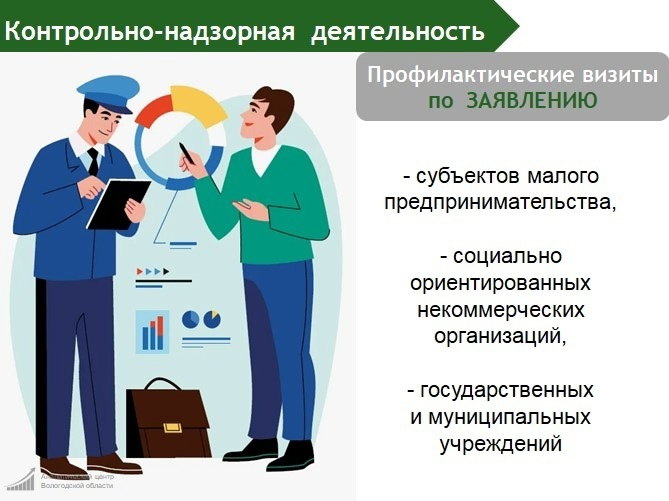 Контрольно-надзорная деятельность
Профилактические визиты
по ЗАЯВЛЕНИЮ
- субъектов малого
предпринимательства,
- социально
ориентированных
некоммерческих
организаций,
- государственных
и муниципальных
учреждений
центр
Вологодской области